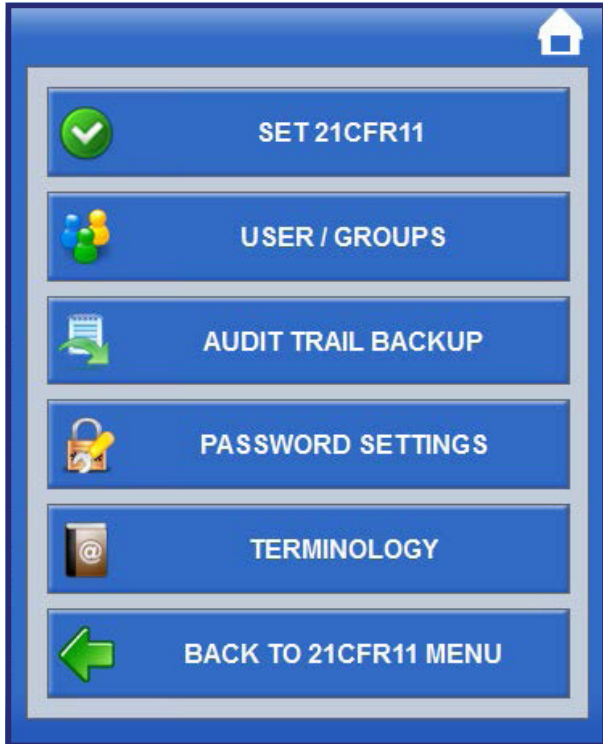 SET 21CFR11
USER / GROUPS
AUDIT TRAIL BACKUP
PASSWORD SETTINGS
@
TERMINOLOGY
BACK TO 21CFR11 MENU